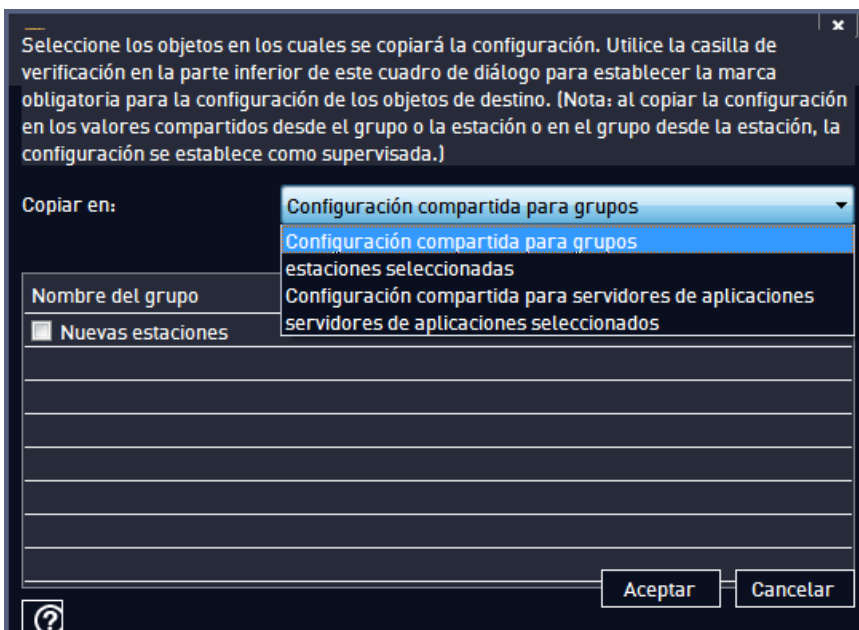 Seleccione los objetos en los cuales se copiará la configuración. Utilice la casilla de
verificación en la parte inferior de este cuadro de diálogo para establecer la marca
obligatoria para la configuración de los objetos de destino. (Nota: al copiar la configuración
en los valores compartidos desde el grupo o la estación o en el grupo desde la estación, la
configuración se establece como supervisada.)
Copiar en:
Configuración compartida para grupos
Configuración compartida para grupos
estaciones seleccionadas
Configuración compartida para servidores de aplicaciones
servidores de aplicaciones seleccionados
Nombre del grupo
Nuevas estaciones
Aceptar
Cancelar